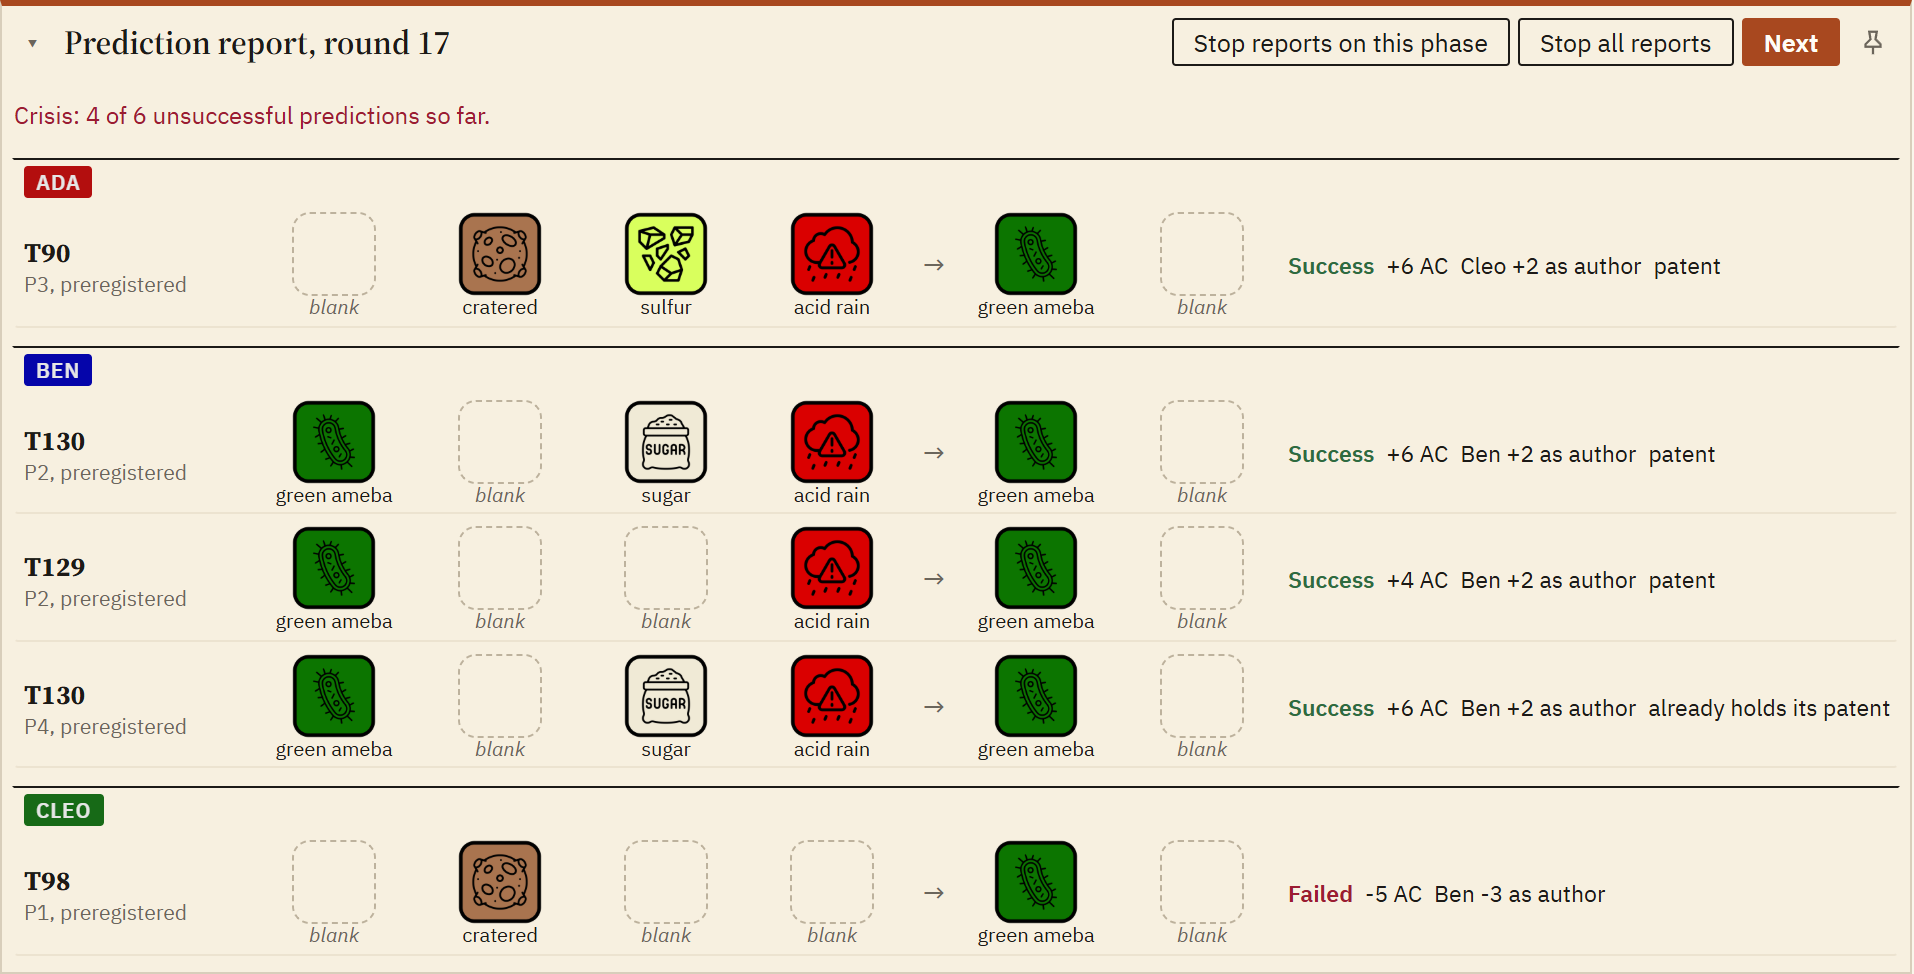 Prediction report, round 17
Stop reports on this phase
Stop all reports
Next
Crisis: 4 of 6 unsuccessful predictions so far.
ADA
T90
P3, preregistered
blank
cratered
sulfur
acid rain
→
green ameba
blank
Success +6 AC Cleo +2 as author patent
BEN
T130
P2, preregistered
green ameba
blank
SUGAR
sugar
acid rain
→
green ameba
blank
Success +6 AC Ben +2 as author patent
T129
P2, preregistered
green ameba
blank
blank
acid rain
→
green ameba
blank
Success +4 AC Ben +2 as author patent
T130
P4, preregistered
green ameba
blank
SUGAR
sugar
acid rain
→
green ameba
blank
Success +6 AC Ben +2 as author already holds its patent
CLEO
T98
P1, preregistered
blank
cratered
blank
blank
→
green ameba
blank
Failed -5 AC Ben -3 as author